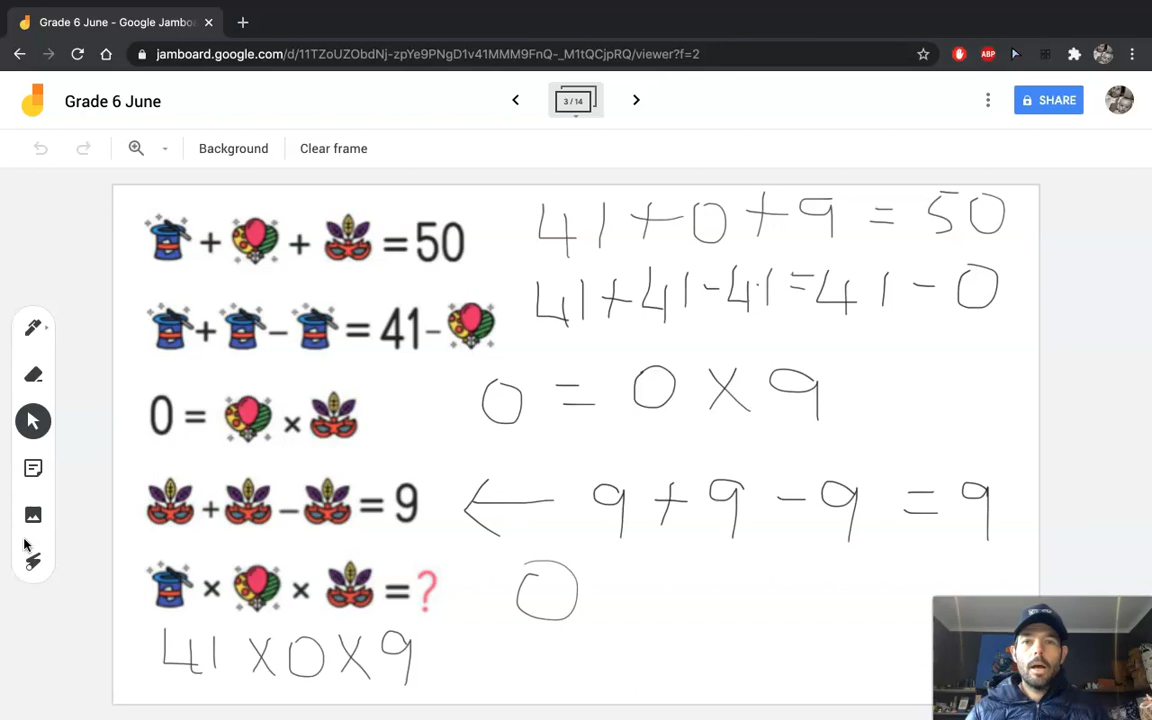 Grade 6 June - Google Jambo
jamboard.google.com/d/11TZoUZObdNj-zpYe9PNgD1v41MMM9FnQ-_M1tQCjpRQ/viewer?f=2
ABP
Grade 6 June
3 / 14
SHARE
Background
Clear frame
+ + = 50
41 + 0 + 9 = 50
+ - = 41 -
41 + 41 - 41 = 41 - 0
0 = ×
0 = 0 × 9
+ - = 9
← 9 + 9 - 9 = 9
× × = ?
0
41 × 0 × 9